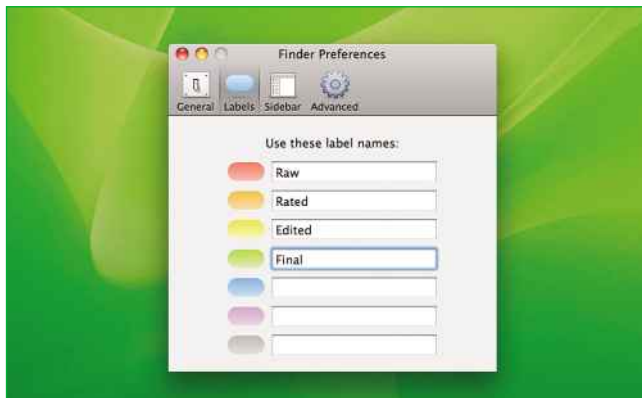 Finder Preferences
General Labels Sidebar Advanced
Use these label names:
Raw
Rated
Edited
Final